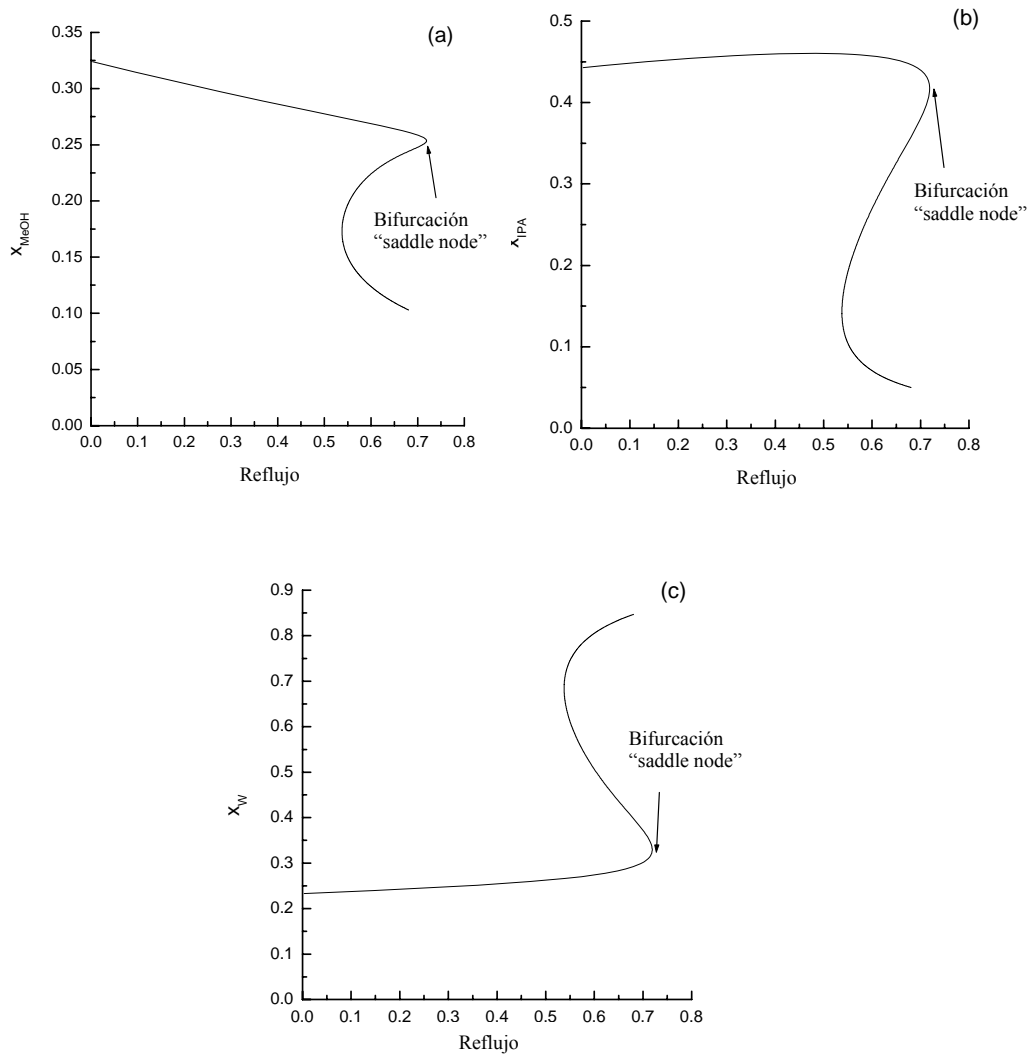 (a)
0.35
0.30
0.25
0.20
0.15
0.10
0.05
0.00
x MeOH
Bifurcación
“saddle node”
0.0 0.1 0.2 0.3 0.4 0.5 0.6 0.7 0.8
Reflujo
(b)
0.5
0.4
0.3
0.2
0.1
0.0
x IPA
Bifurcación
“saddle node”
0.0 0.1 0.2 0.3 0.4 0.5 0.6 0.7 0.8
Reflujo
(c)
0.9
0.8
0.7
0.6
0.5
0.4
0.3
0.2
0.1
0.0
x W
Bifurcación
“saddle node”
0.0 0.1 0.2 0.3 0.4 0.5 0.6 0.7 0.8
Reflujo